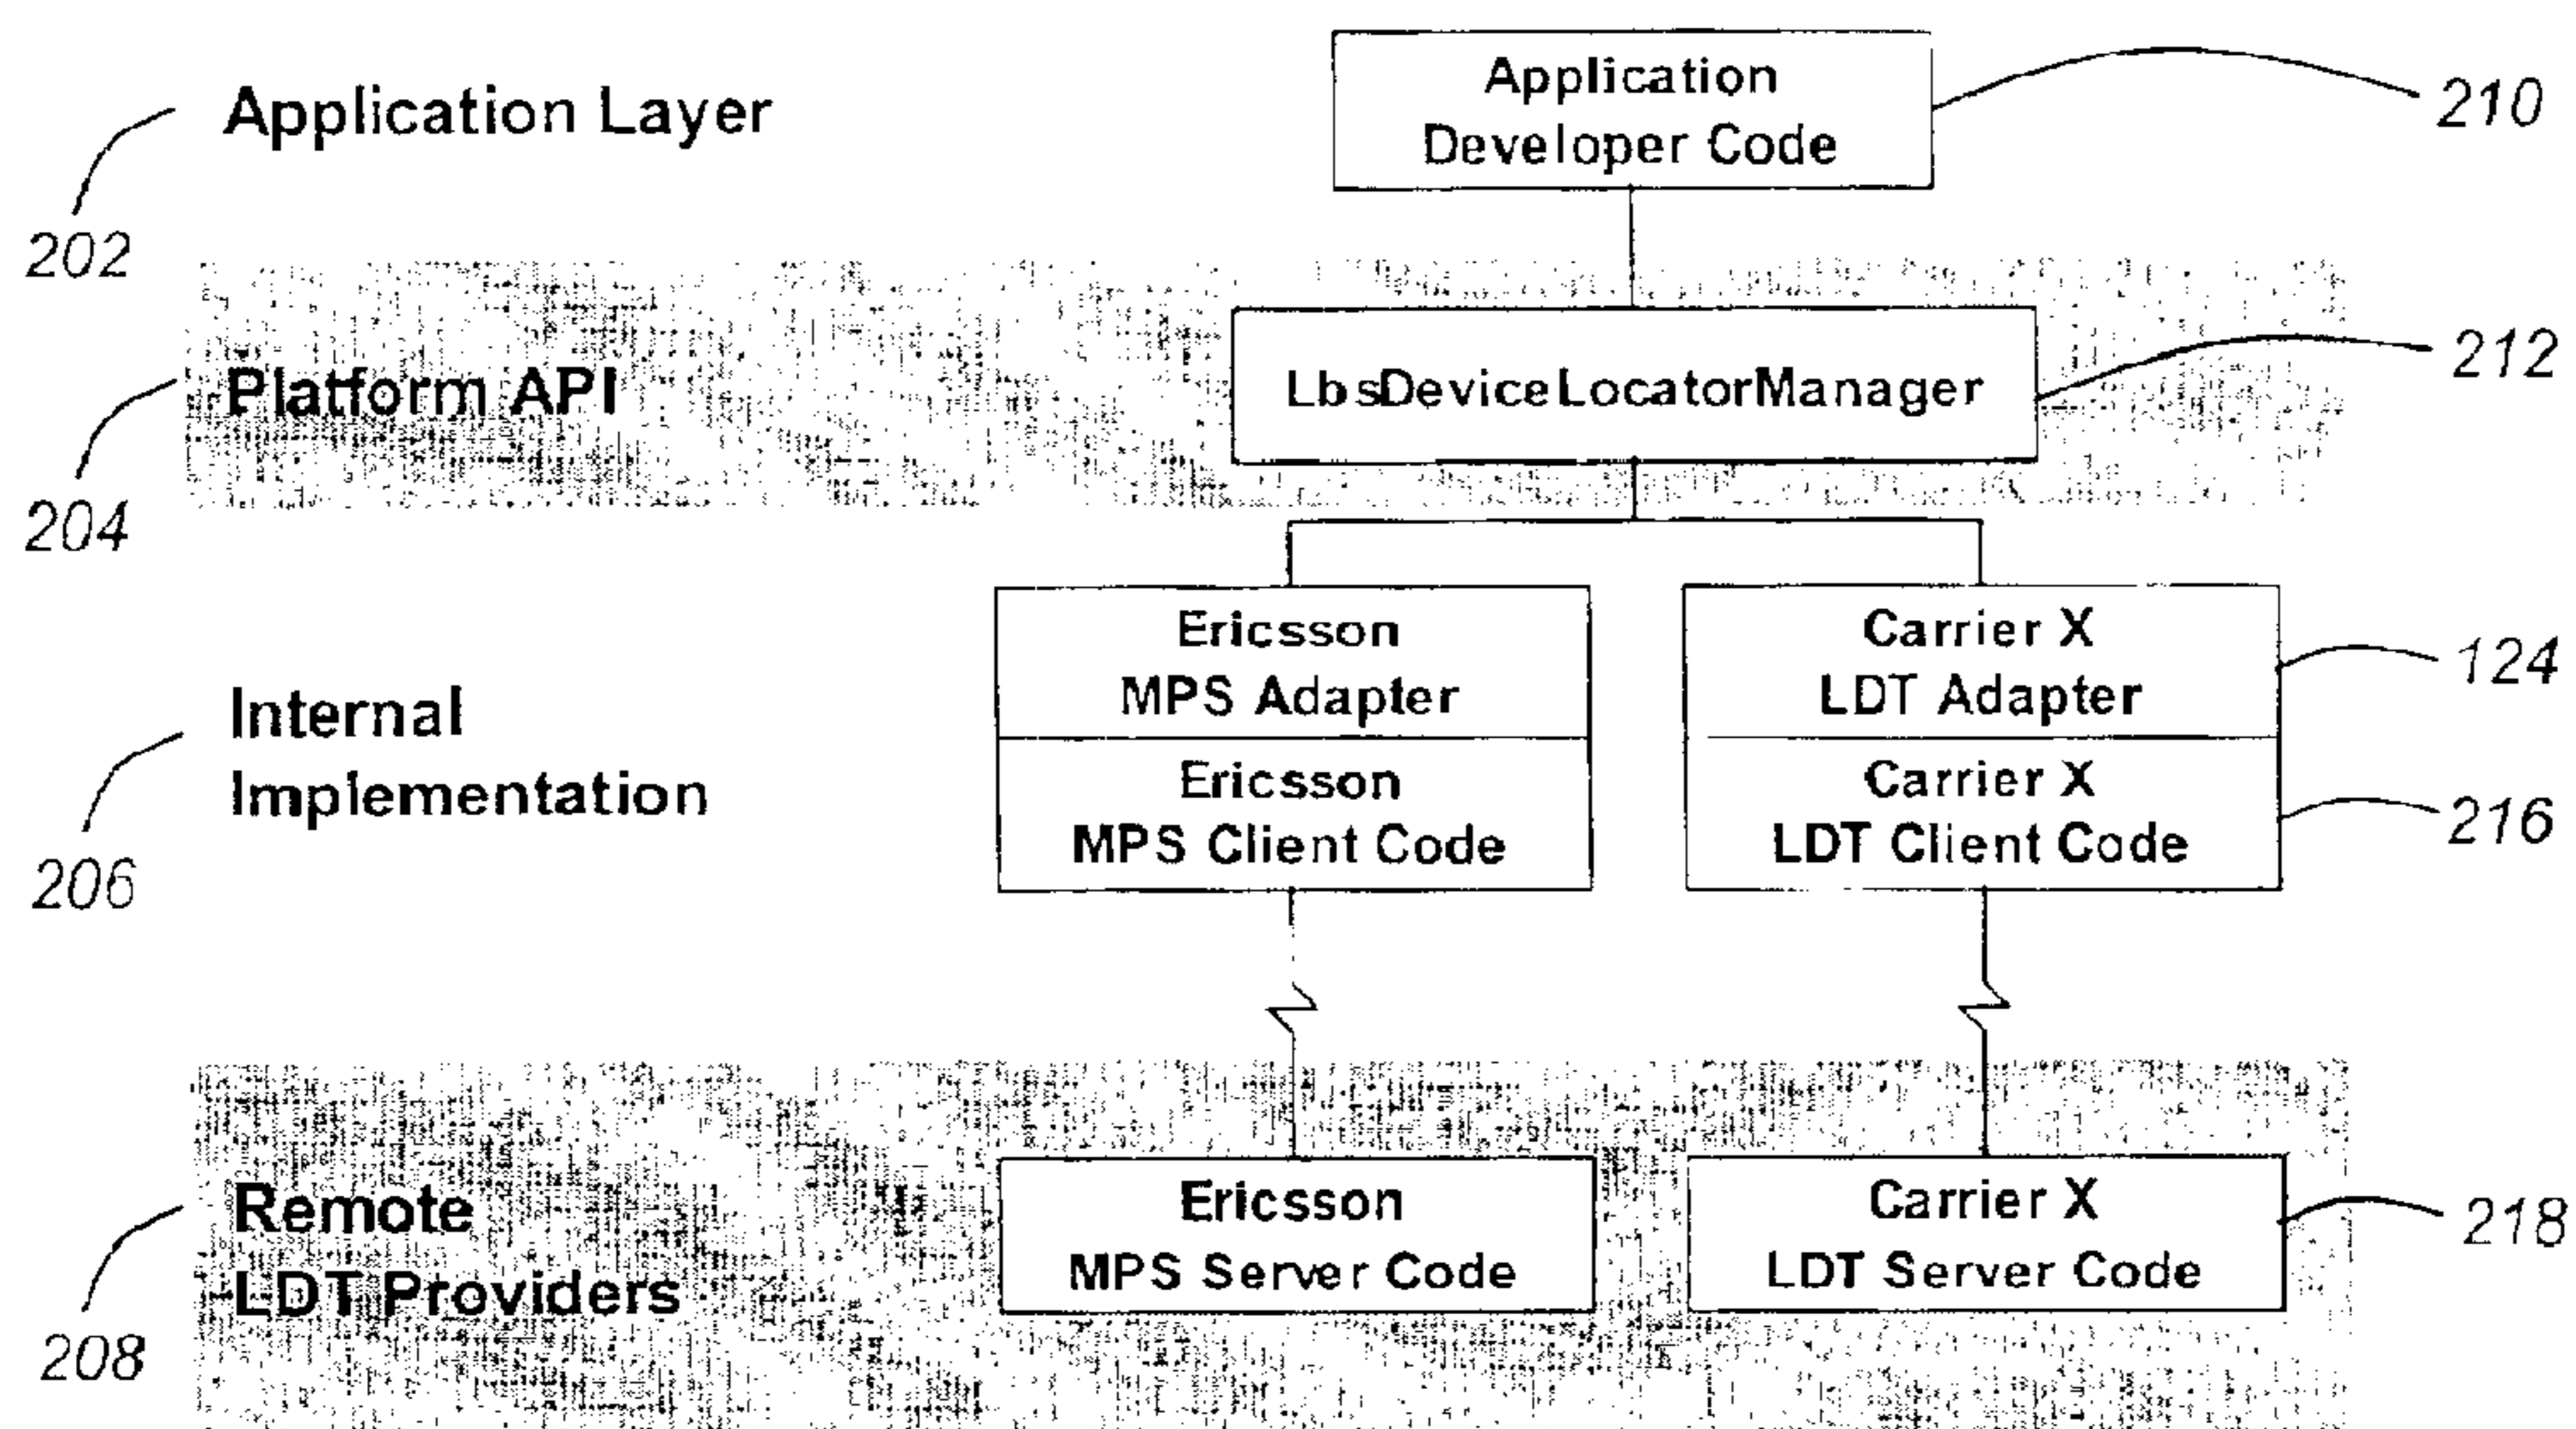 Application Layer
Application
Developer Code
210
202
Platform API
LbsDeviceLocatorManager
212
204
Internal
Implementation
Ericsson
MPS Adapter
Carrier X
LDT Adapter
124
Ericsson
MPS Client Code
Carrier X
LDT Client Code
216
206
Remote
LDT Providers
Ericsson
MPS Server Code
Carrier X
LDT Server Code
218
208